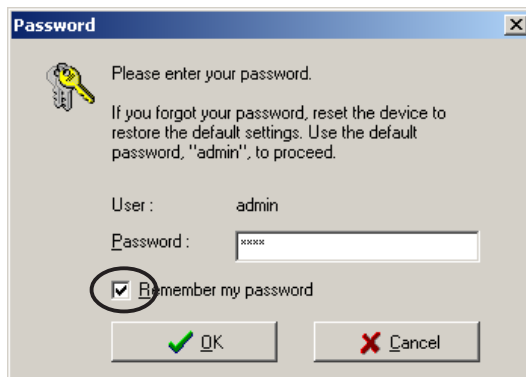 Password
Please enter your password.
If you forgot your password, reset the device to
restore the default settings. Use the default
password, "admin", to proceed.
User : admin
Password : ××××
Remember my password
OK Cancel